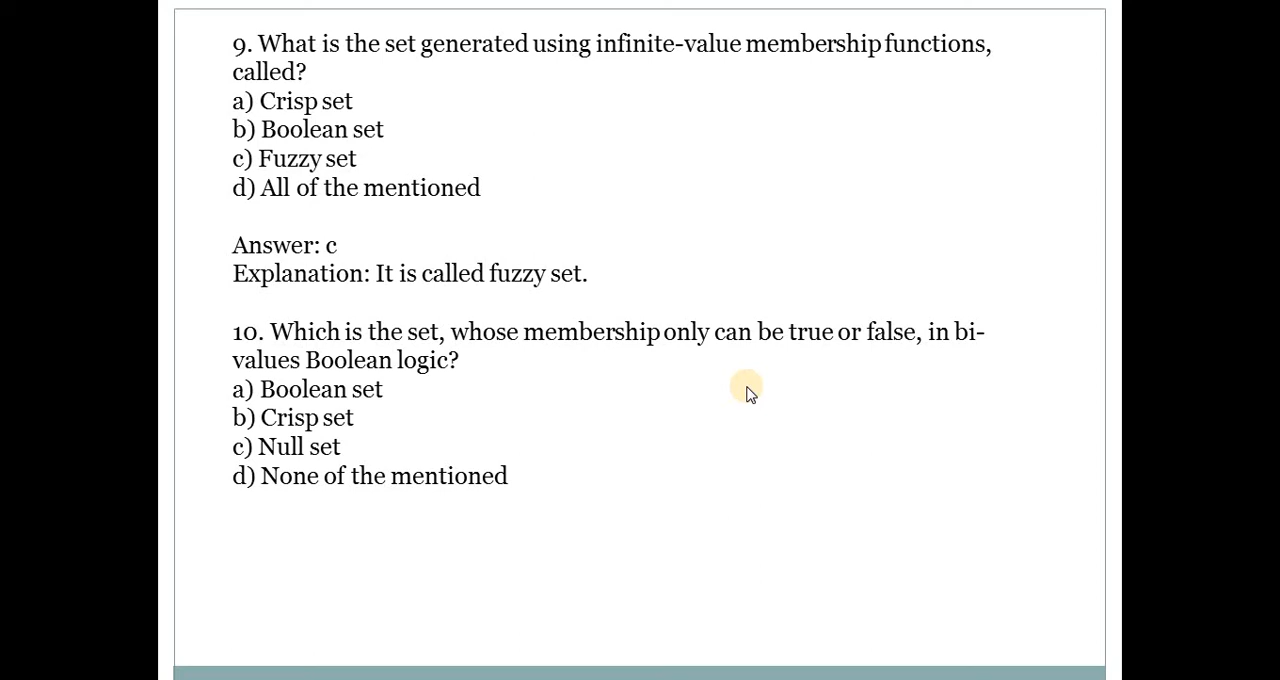 9. What is the set generated using infinite-value membership functions,
called?
a) Crisp set
b) Boolean set
c) Fuzzy set
d) All of the mentioned
Answer: c
Explanation: It is called fuzzy set.
10. Which is the set, whose membership only can be true or false, in bi-
values Boolean logic?
a) Boolean set
b) Crisp set
c) Null set
d) None of the mentioned